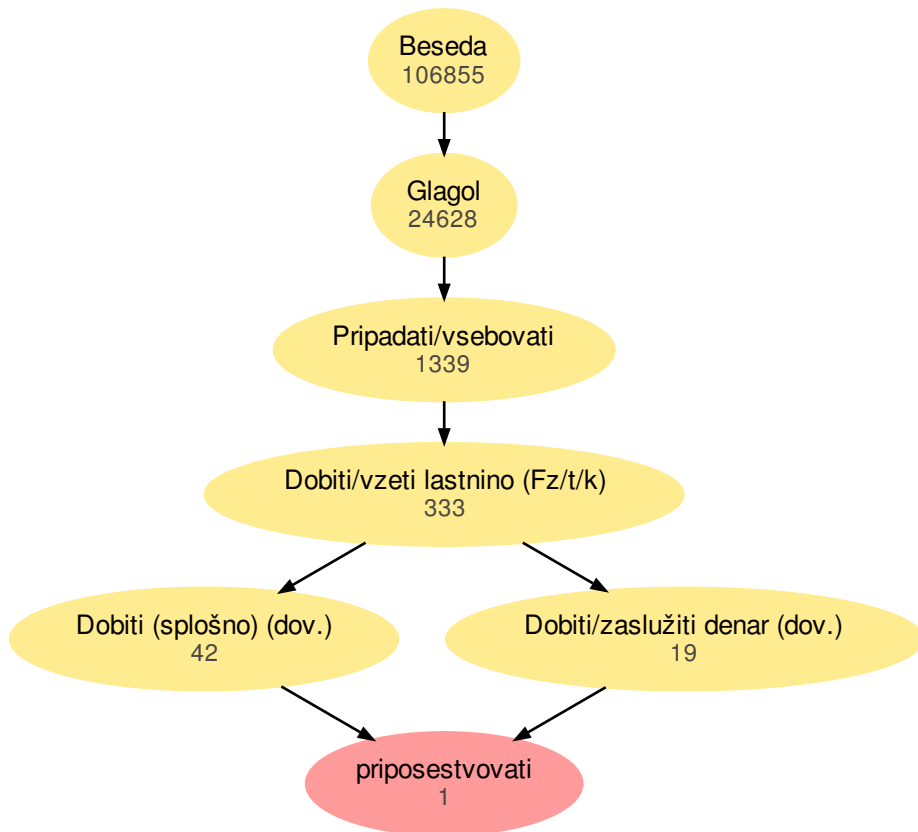 Beseda
106855
Glagol
24628
Pripadati/vsebovati
1339
Dobiti/vzeti lastnino (Fz/t/k)
333
Dobiti (splošno) (dov.)
42
Dobiti/zaslužiti denar (dov.)
19
priposestvovati
1